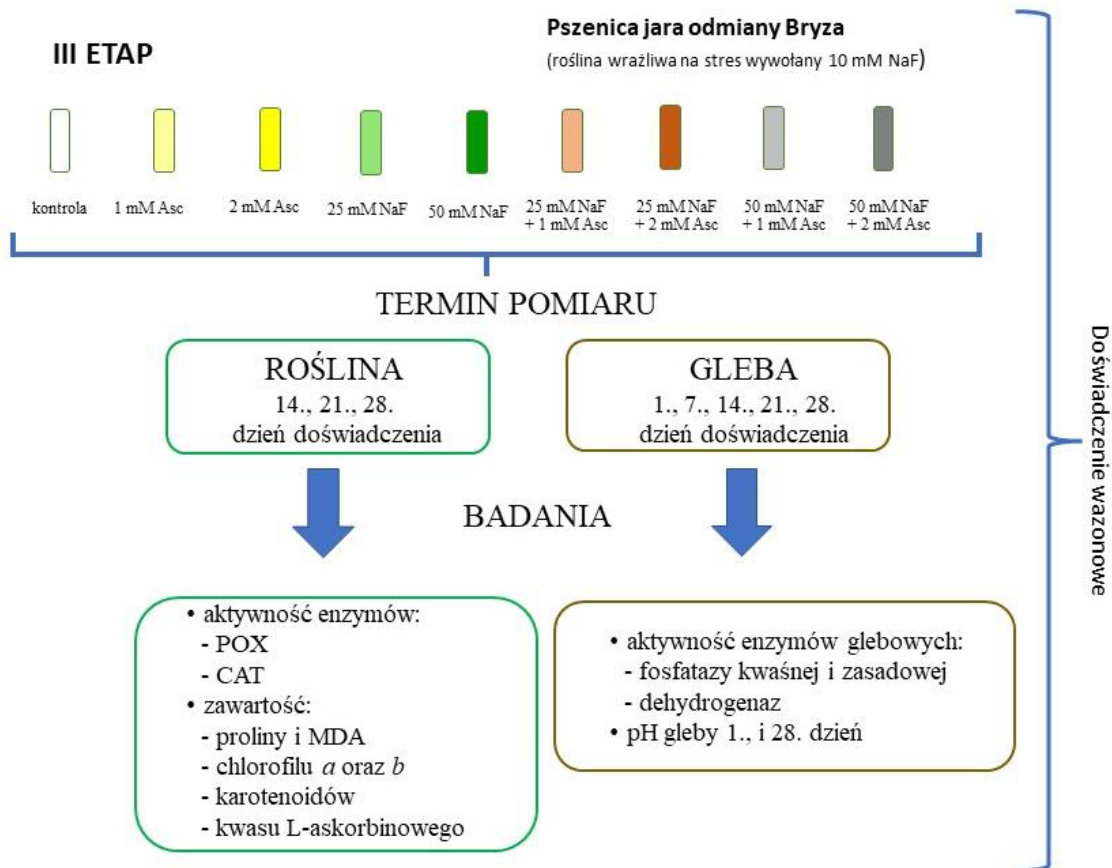 III ETAP
Pszenica jara odmiany Bryza
(roślina wrażliwa na stres wywołany 10 mM NaF)
kontrola
1 mM Asc
2 mM Asc
25 mM NaF
50 mM NaF
25 mM NaF
+ 1 mM Asc
25 mM NaF
+ 2 mM Asc
50 mM NaF
+ 1 mM Asc
50 mM NaF
+ 2 mM Asc
TERMIN POMIARU
ROŚLINA
14., 21., 28.
dzień doświadczenia
GLEBA
1., 7., 14., 21., 28.
dzień doświadczenia
BADANIA
• aktywność enzymów:
- POX
- CAT
• zawartość:
- proliny i MDA
- chlorofilu a oraz b
- karotenoidów
- kwasu L-askorbinowego
• aktywność enzymów glebowych:
- fosfatazy kwaśnej i zasadowej
- dehydrogenaz
• pH gleby 1., i 28. dzień
Doświadczenie wazonowe